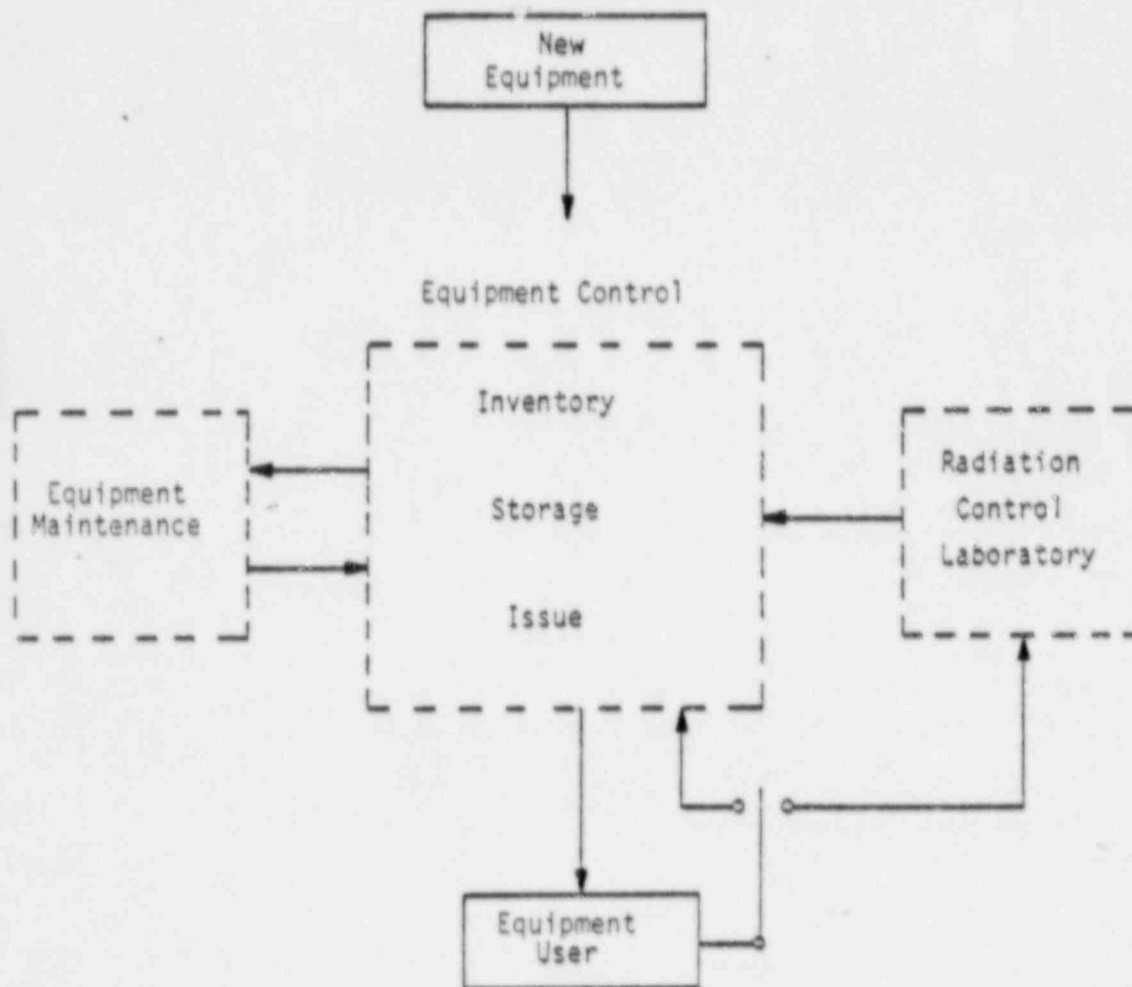 New
Equipment
Equipment Control
Inventory
Storage
Issue
Equipment
Maintenance
Radiation
Control
Laboratory
Equipment
User